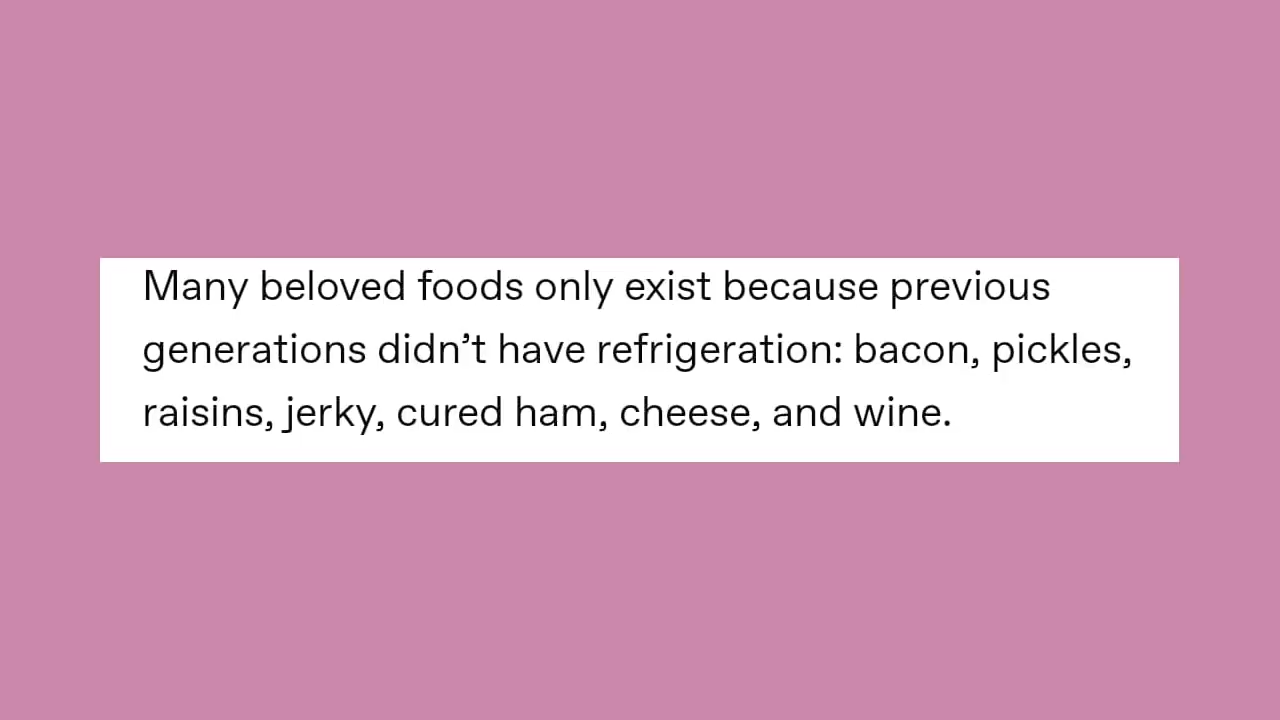 Many beloved foods only exist because previous
generations didn’t have refrigeration: bacon, pickles,
raisins, jerky, cured ham, cheese, and wine.